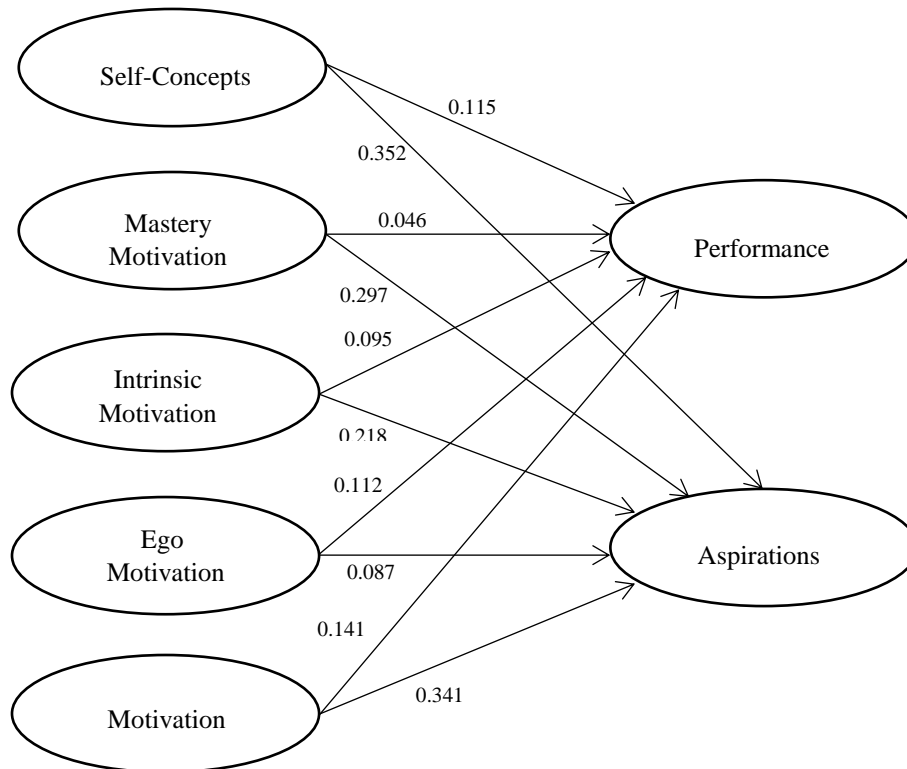 Self-Concepts
0.115
0.352
Mastery
Motivation
0.046
Performance
0.297
0.095
Intrinsic
Motivation
0.218
0.112
Ego
Motivation
0.087
Aspirations
0.141
0.341
Motivation